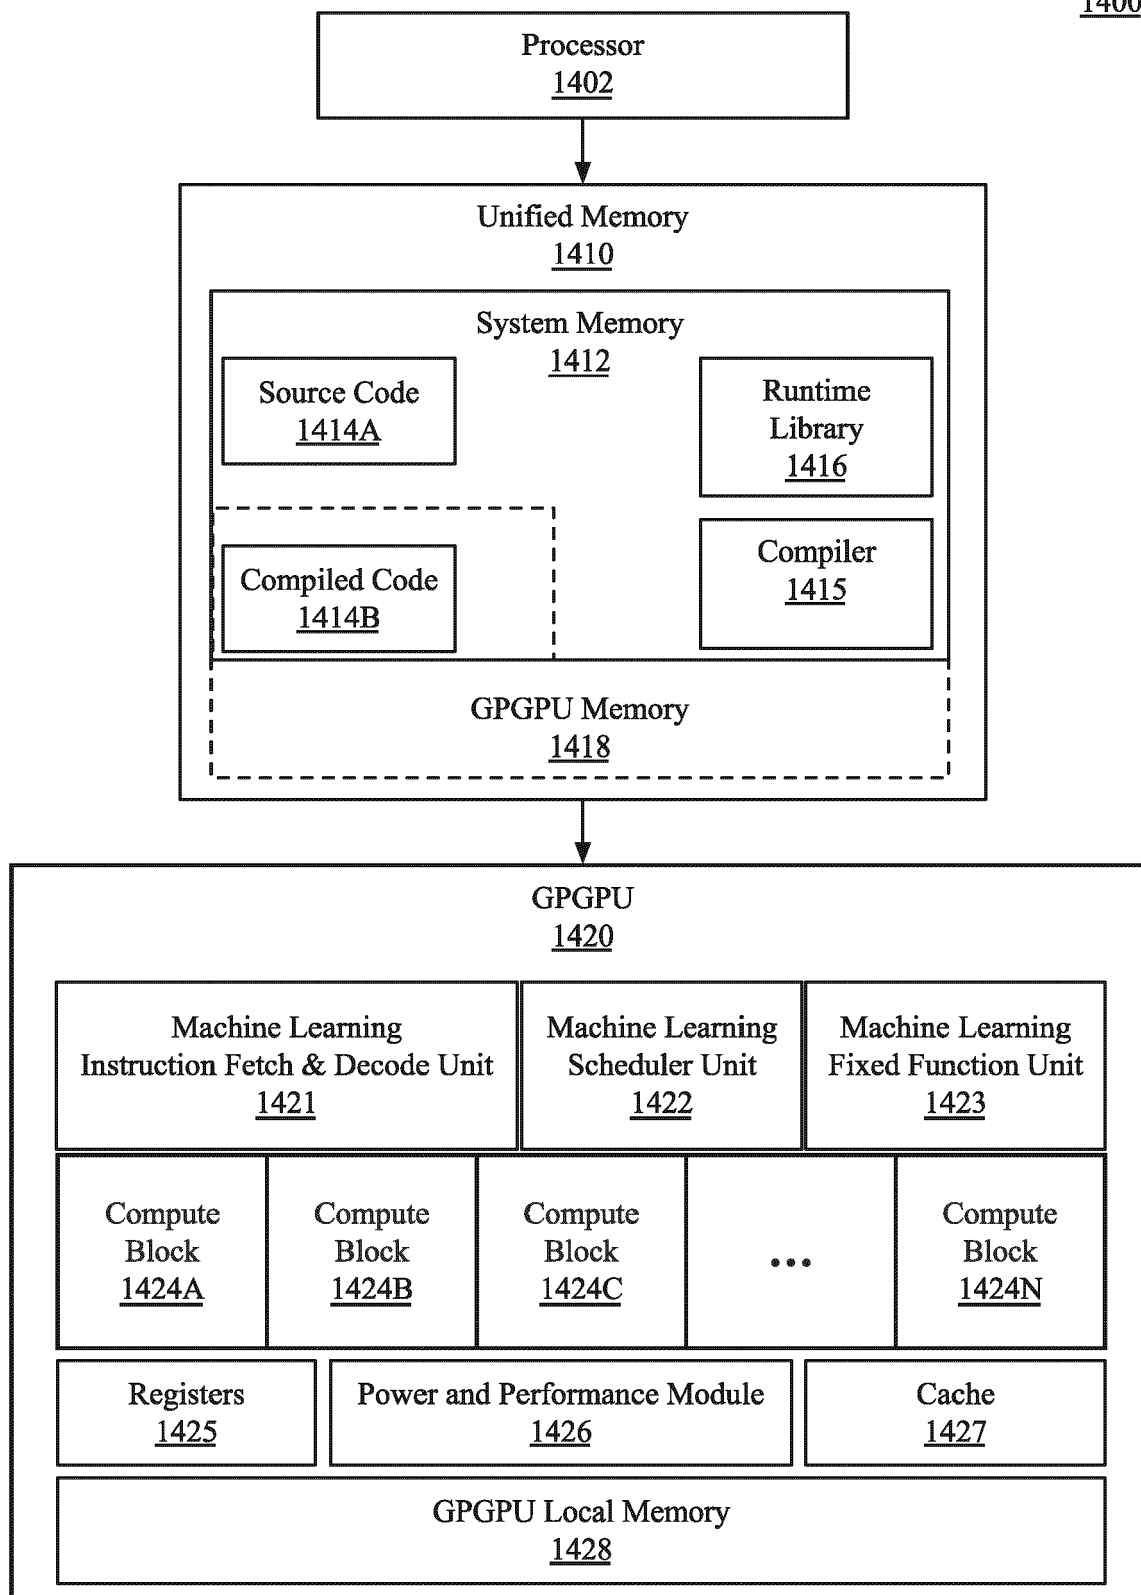 1400
Processor
1402
Unified Memory
1410
System Memory
1412
Source Code
1414A
Runtime
Library
1416
Compiled Code
1414B
Compiler
1415
GPGPU Memory
1418
GPGPU
1420
Machine Learning
Instruction Fetch & Decode Unit
1421
Machine Learning
Scheduler Unit
1422
Machine Learning
Fixed Function Unit
1423
Compute
Block
1424A
Compute
Block
1424B
Compute
Block
1424C
...
Compute
Block
1424N
Registers
1425
Power and Performance Module
1426
Cache
1427
GPGPU Local Memory
1428